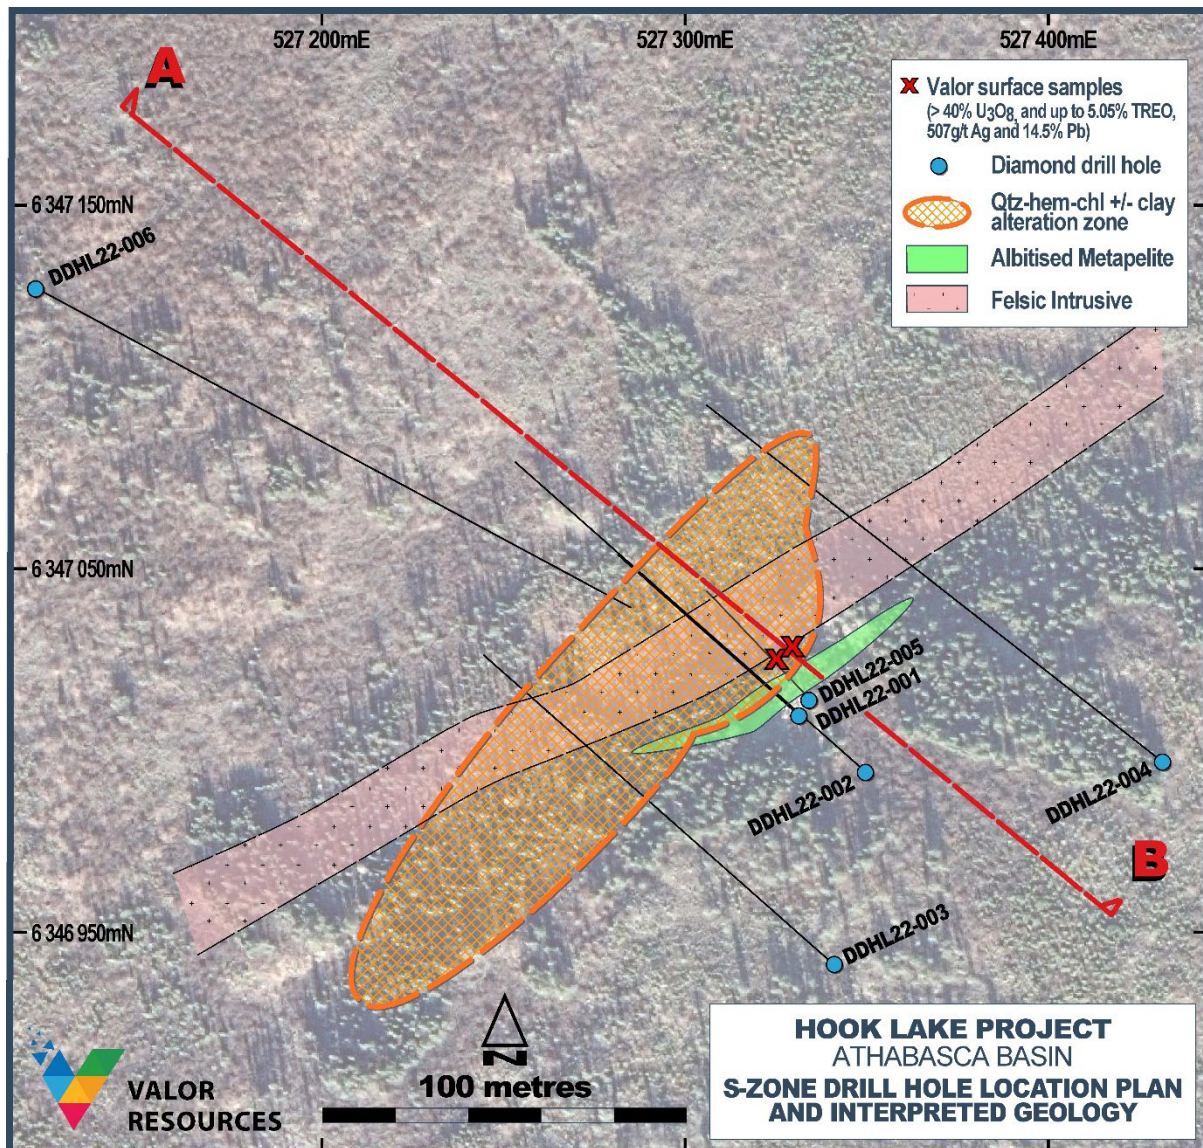 527 200mE
527 300mE
527 400mE
A
X Valor surface samples
(> 40% U₃O₈, and up to 5.05% TREO,
507g/t Ag and 14.5% Pb)
Diamond drill hole
Qtz-hem-chl +/- clay
alteration zone
Albitised Metapelite
Felsic Intrusive
6 347 150mN
DDHL22-006
6 347 050mN
X X
DDHL22-005
DDHL22-001
DDHL22-002
DDHL22-004
B
6 346 950mN
DDHL22-003
N
100 metres
VALOR
RESOURCES
HOOK LAKE PROJECT
ATHABASCA BASIN
S-ZONE DRILL HOLE LOCATION PLAN
AND INTERPRETED GEOLOGY